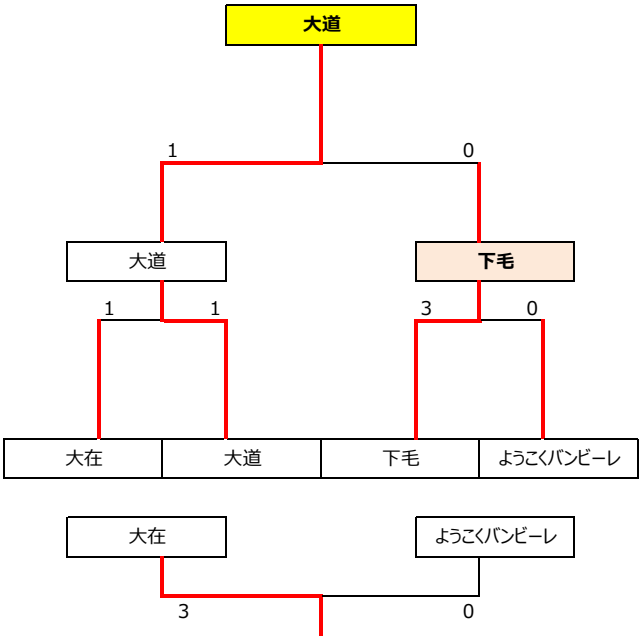 大道
1 0
大道 下毛
1 1 3 0
大在 大道 下毛 ようこくバンビーレ
大在 ようこくバンビーレ
3 0